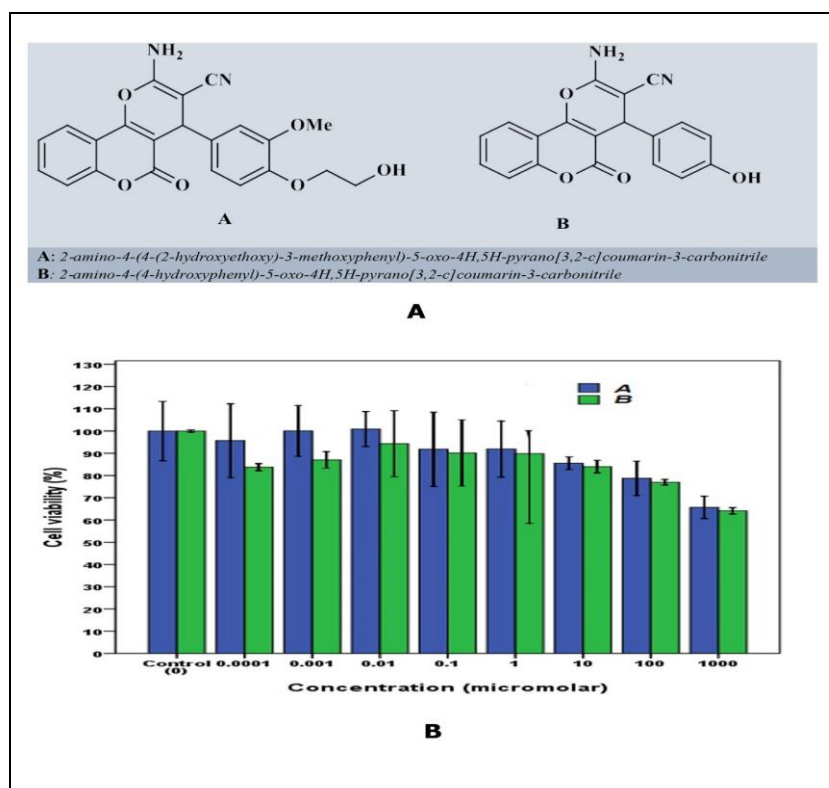 NH₂
CN
O
OMe
O
O
O
OH
A
NH₂
CN
O
O
O
OH
B
A: 2-amino-4-(4-(2-hydroxyethoxy)-3-methoxyphenyl)-5-oxo-4H,5H-pyrano[3,2-c]coumarin-3-carbonitrile
B: 2-amino-4-(4-hydroxyphenyl)-5-oxo-4H,5H-pyrano[3,2-c]coumarin-3-carbonitrile
A
130
120
110
100
90
80
70
60
50
40
30
20
10
0
Cell viability (%)
A
B
Control (0)
0.0001
0.001
0.01
0.1
1
10
100
1000
Concentration (micromolar)
B